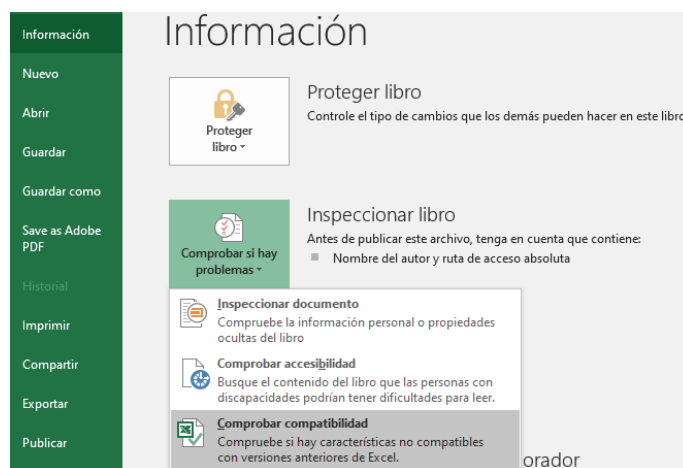 Información
Nuevo
Abrir
Guardar
Guardar como
Save as Adobe
PDF
Historial
Imprimir
Compartir
Exportar
Publicar
Información
Proteger
libro
Proteger libro
Controle el tipo de cambios que los demás pueden hacer en este libro
Comprobar si hay
problemas
Inspeccionar libro
Antes de publicar este archivo, tenga en cuenta que contiene:
Nombre del autor y ruta de acceso absoluta
Inspeccionar documento
Compruebe la información personal o propiedades
ocultas del libro
Comprobar accesibilidad
Busque el contenido del libro que las personas con
discapacidades podrían tener dificultades para leer.
Comprobar compatibilidad
Compruebe si hay características no compatibles
con versiones anteriores de Excel.
orador